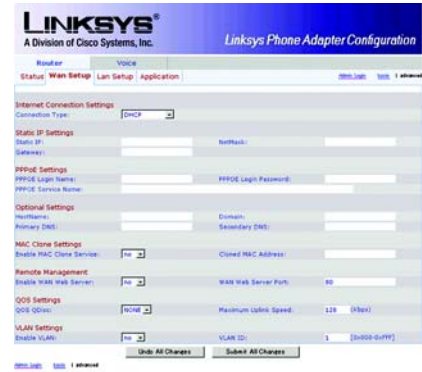 LINKSYS®
A Division of Cisco Systems, Inc.
Linksys Phone Adapter Configuration
Router Voice
Status Wan Setup Lan Setup Application
Admin Login basic | advanced
Internet Connection Settings
Connection Type: DHCP
Static IP Settings
Static IP: NetMask:
Gateway:
PPPoE Settings
PPPOE Login Name: PPPOE Login Password:
PPPOE Service Name:
Optional Settings
HostName: Domain:
Primary DNS: Secondary DNS:
MAC Clone Settings
Enable MAC Clone Service: no Cloned MAC Address:
Remote Management
Enable WAN Web Server: no WAN Web Server Port: 80
QOS Settings
QOS QDisc: NONE Maximum Uplink Speed: 128 (Kbps)
VLAN Settings
Enable VLAN: no VLAN ID: 1 [0x000-0xFFF]
Undo All Changes Submit All Changes
Admin Login basic | advanced